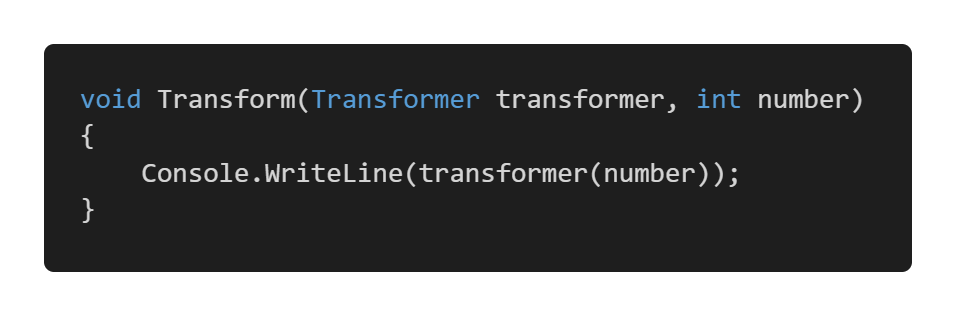 void Transform(Transformer transformer, int number)
{
    Console.WriteLine(transformer(number));
}